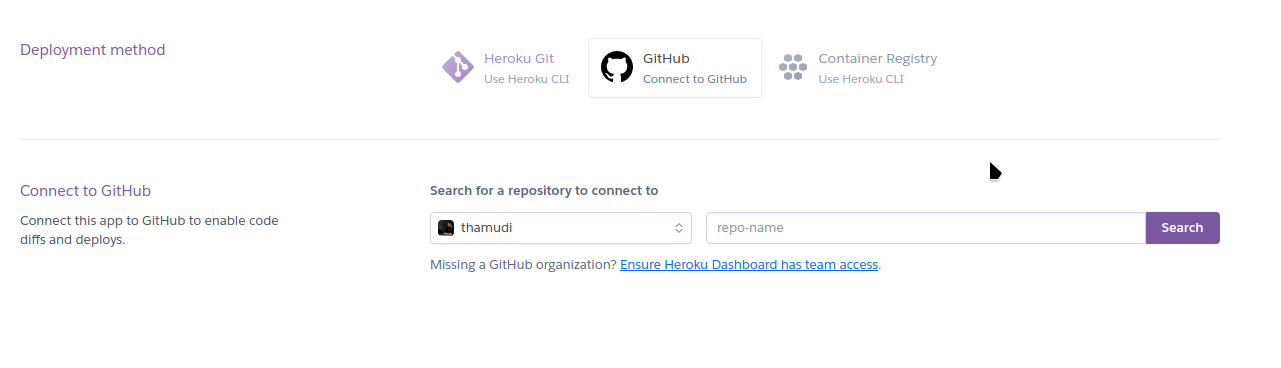 Deployment method
Heroku Git
Use Heroku CLI
GitHub
Connect to GitHub
Container Registry
Use Heroku CLI
Connect to GitHub
Connect this app to GitHub to enable code
diffs and deploys.
Search for a repository to connect to
thamudi
repo-name
Search
Missing a GitHub organization? Ensure Heroku Dashboard has team access.